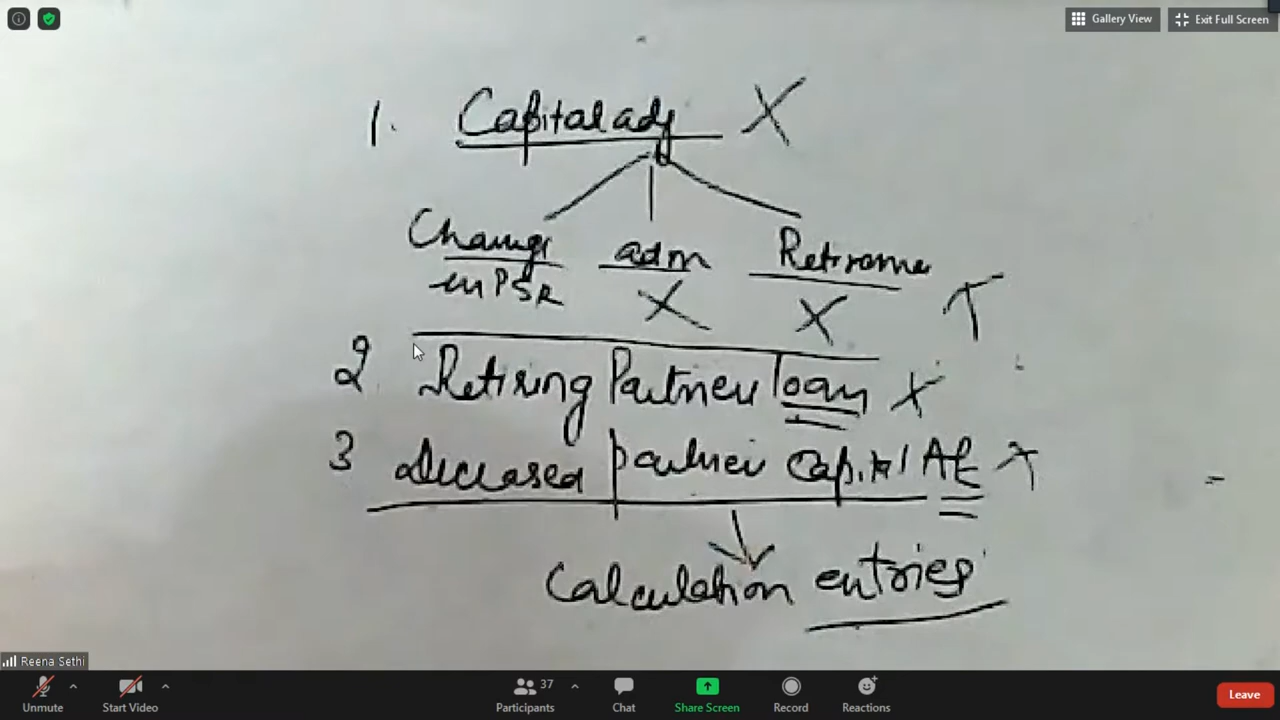 Gallery View Exit Full Screen
1. Capital adj X
Change adm Retireme
in PSR X X
2 Retiring Partner loan X
3 Deceased partner Capital A/c X
Calculation entries
Reena Sethi
37
Unmute Start Video Participants Chat Share Screen Record Reactions Leave